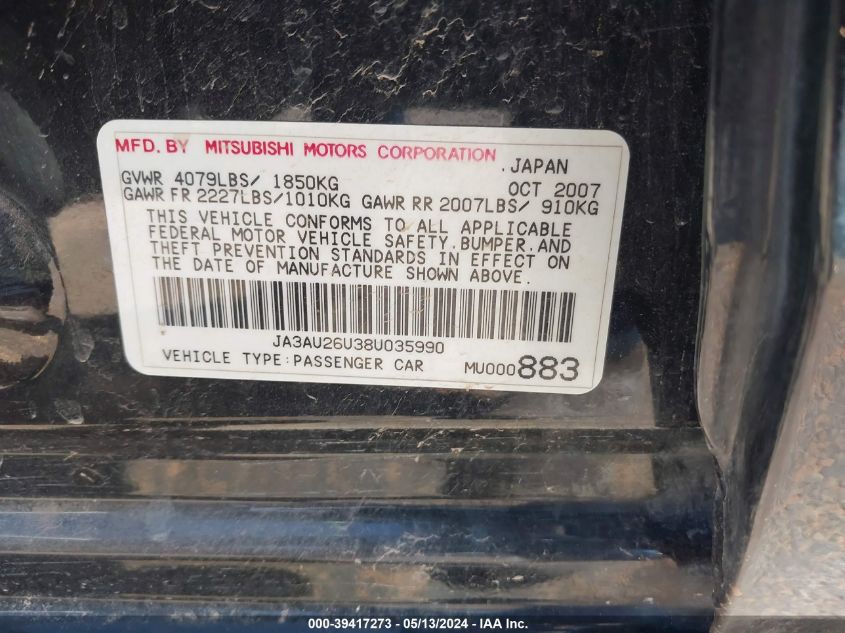 MFD. BY MITSUBISHI MOTORS CORPORATION .JAPAN
GVWR 4079LBS/ 1850KG OCT 2007
GAWR FR 2227LBS/1010KG GAWR RR 2007LBS/ 910KG
THIS VEHICLE CONFORMS TO ALL APPLICABLE
FEDERAL MOTOR VEHICLE SAFETY.BUMPER.AND
THEFT PREVENTION STANDARDS IN EFFECT ON
THE DATE OF MANUFACTURE SHOWN ABOVE.
JA3AU26U38U035990
VEHICLE TYPE:PASSENGER CAR MU000883
000-39417273 - 05/13/2024 - IAA Inc.